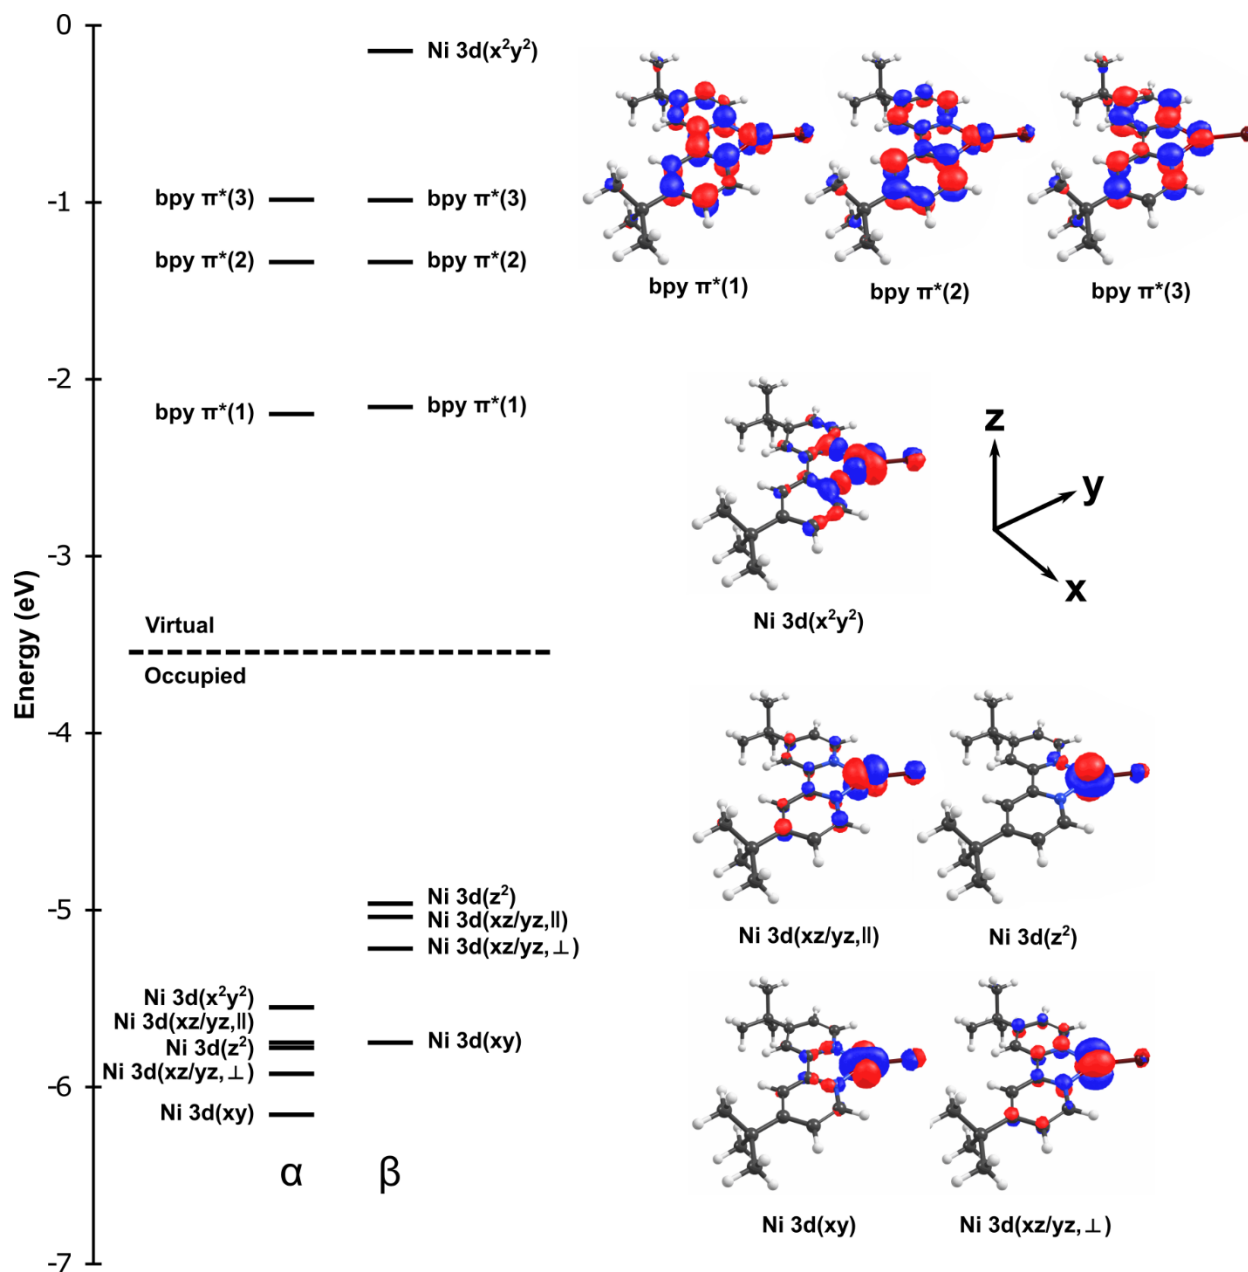 0
-1
-2
-3
-4
-5
-6
-7
Energy (eV)
Ni 3d(x²y²)
bpy π*(3)
bpy π*(3)
bpy π*(2)
bpy π*(2)
bpy π*(1)
bpy π*(1)
Virtual
Occupied
Ni 3d(z²)
Ni 3d(xz/yz,||)
Ni 3d(xz/yz,⊥)
Ni 3d(xy)
Ni 3d(x²y²)
Ni 3d(xz/yz,||)
Ni 3d(z²)
Ni 3d(xz/yz,⊥)
Ni 3d(xy)
α
β
bpy π*(1)
bpy π*(2)
bpy π*(3)
Ni 3d(x²y²)
z
y
x
Ni 3d(xz/yz,||)
Ni 3d(z²)
Ni 3d(xy)
Ni 3d(xz/yz,⊥)